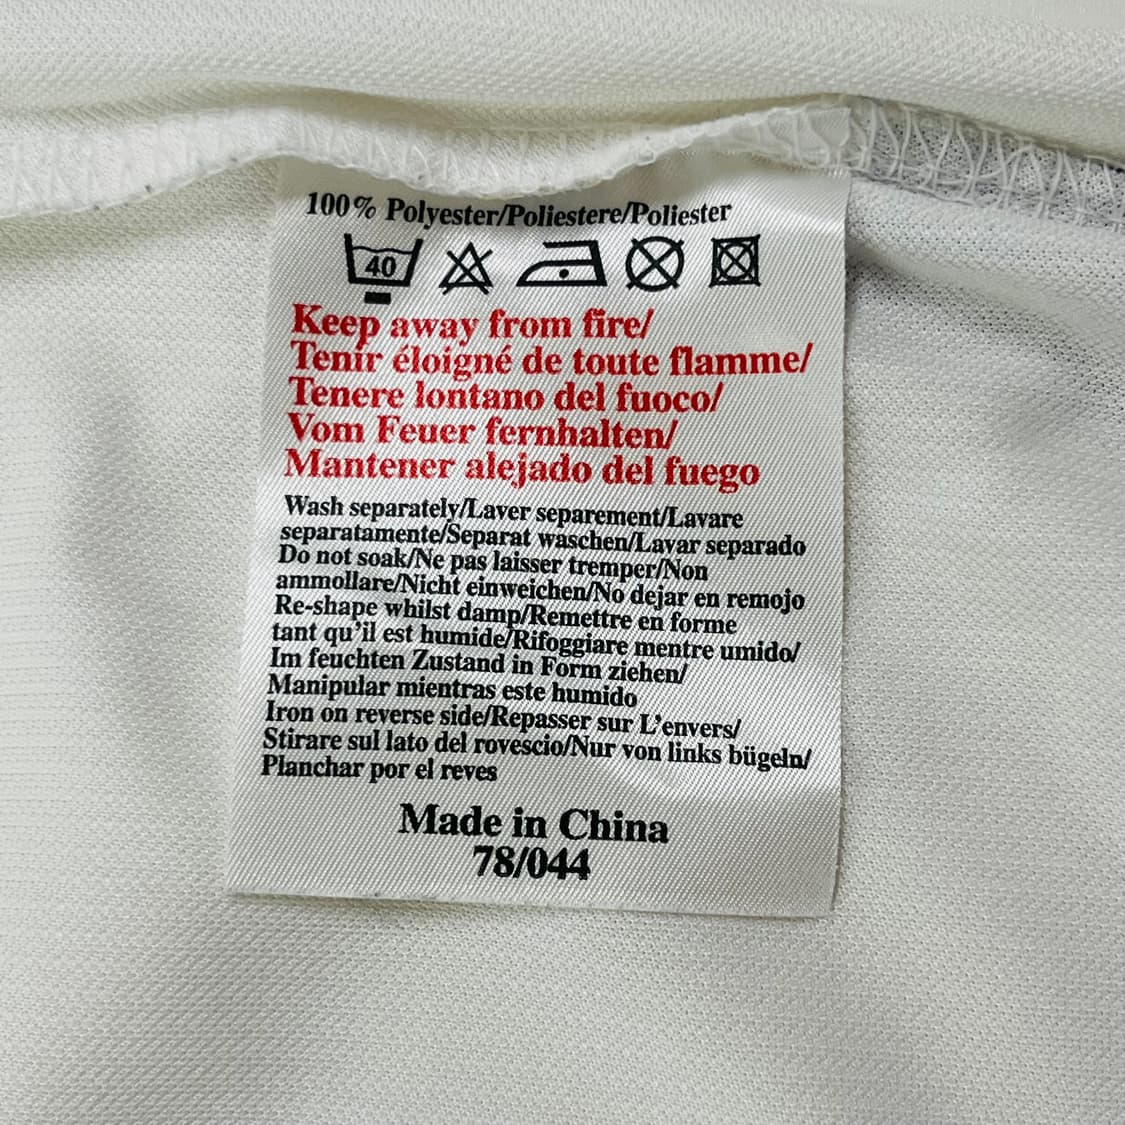 100% Polyester/Poliestere/Poliester
40
Keep away from fire/
Tenir éloigné de toute flamme/
Tenere lontano del fuoco/
Vom Feuer fernhalten/
Mantener alejado del fuego
Wash separately/Laver separement/Lavare
separatamente/Separat waschen/Lavar separado
Do not soak/Ne pas laisser tremper/Non
ammollare/Nicht einweichen/No dejar en remojo
Re-shape whilst damp/Remettre en forme
tant qu'il est humide/Rifoggiare mentre umido/
Im feuchten Zustand in Form ziehen/
Manipular mientras este humido
Iron on reverse side/Repasser sur L'envers/
Stirare sul lato del rovescio/Nur von links bügeln/
Planchar por el reves
Made in China
78/044